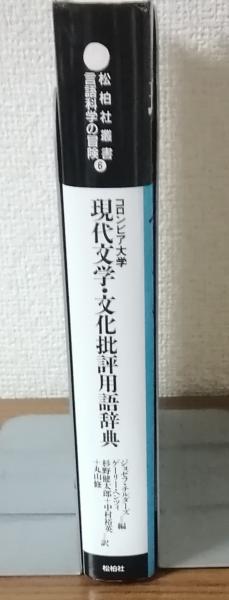 松柏社叢書
言語科学の冒険6
コロンビア大学
現代文学・文化批評用語辞典
ジョゼフ・チルダーズ
ゲーリー・ヘンツィ=編
杉野健太郎+中村裕英
+丸山修=訳
松柏社